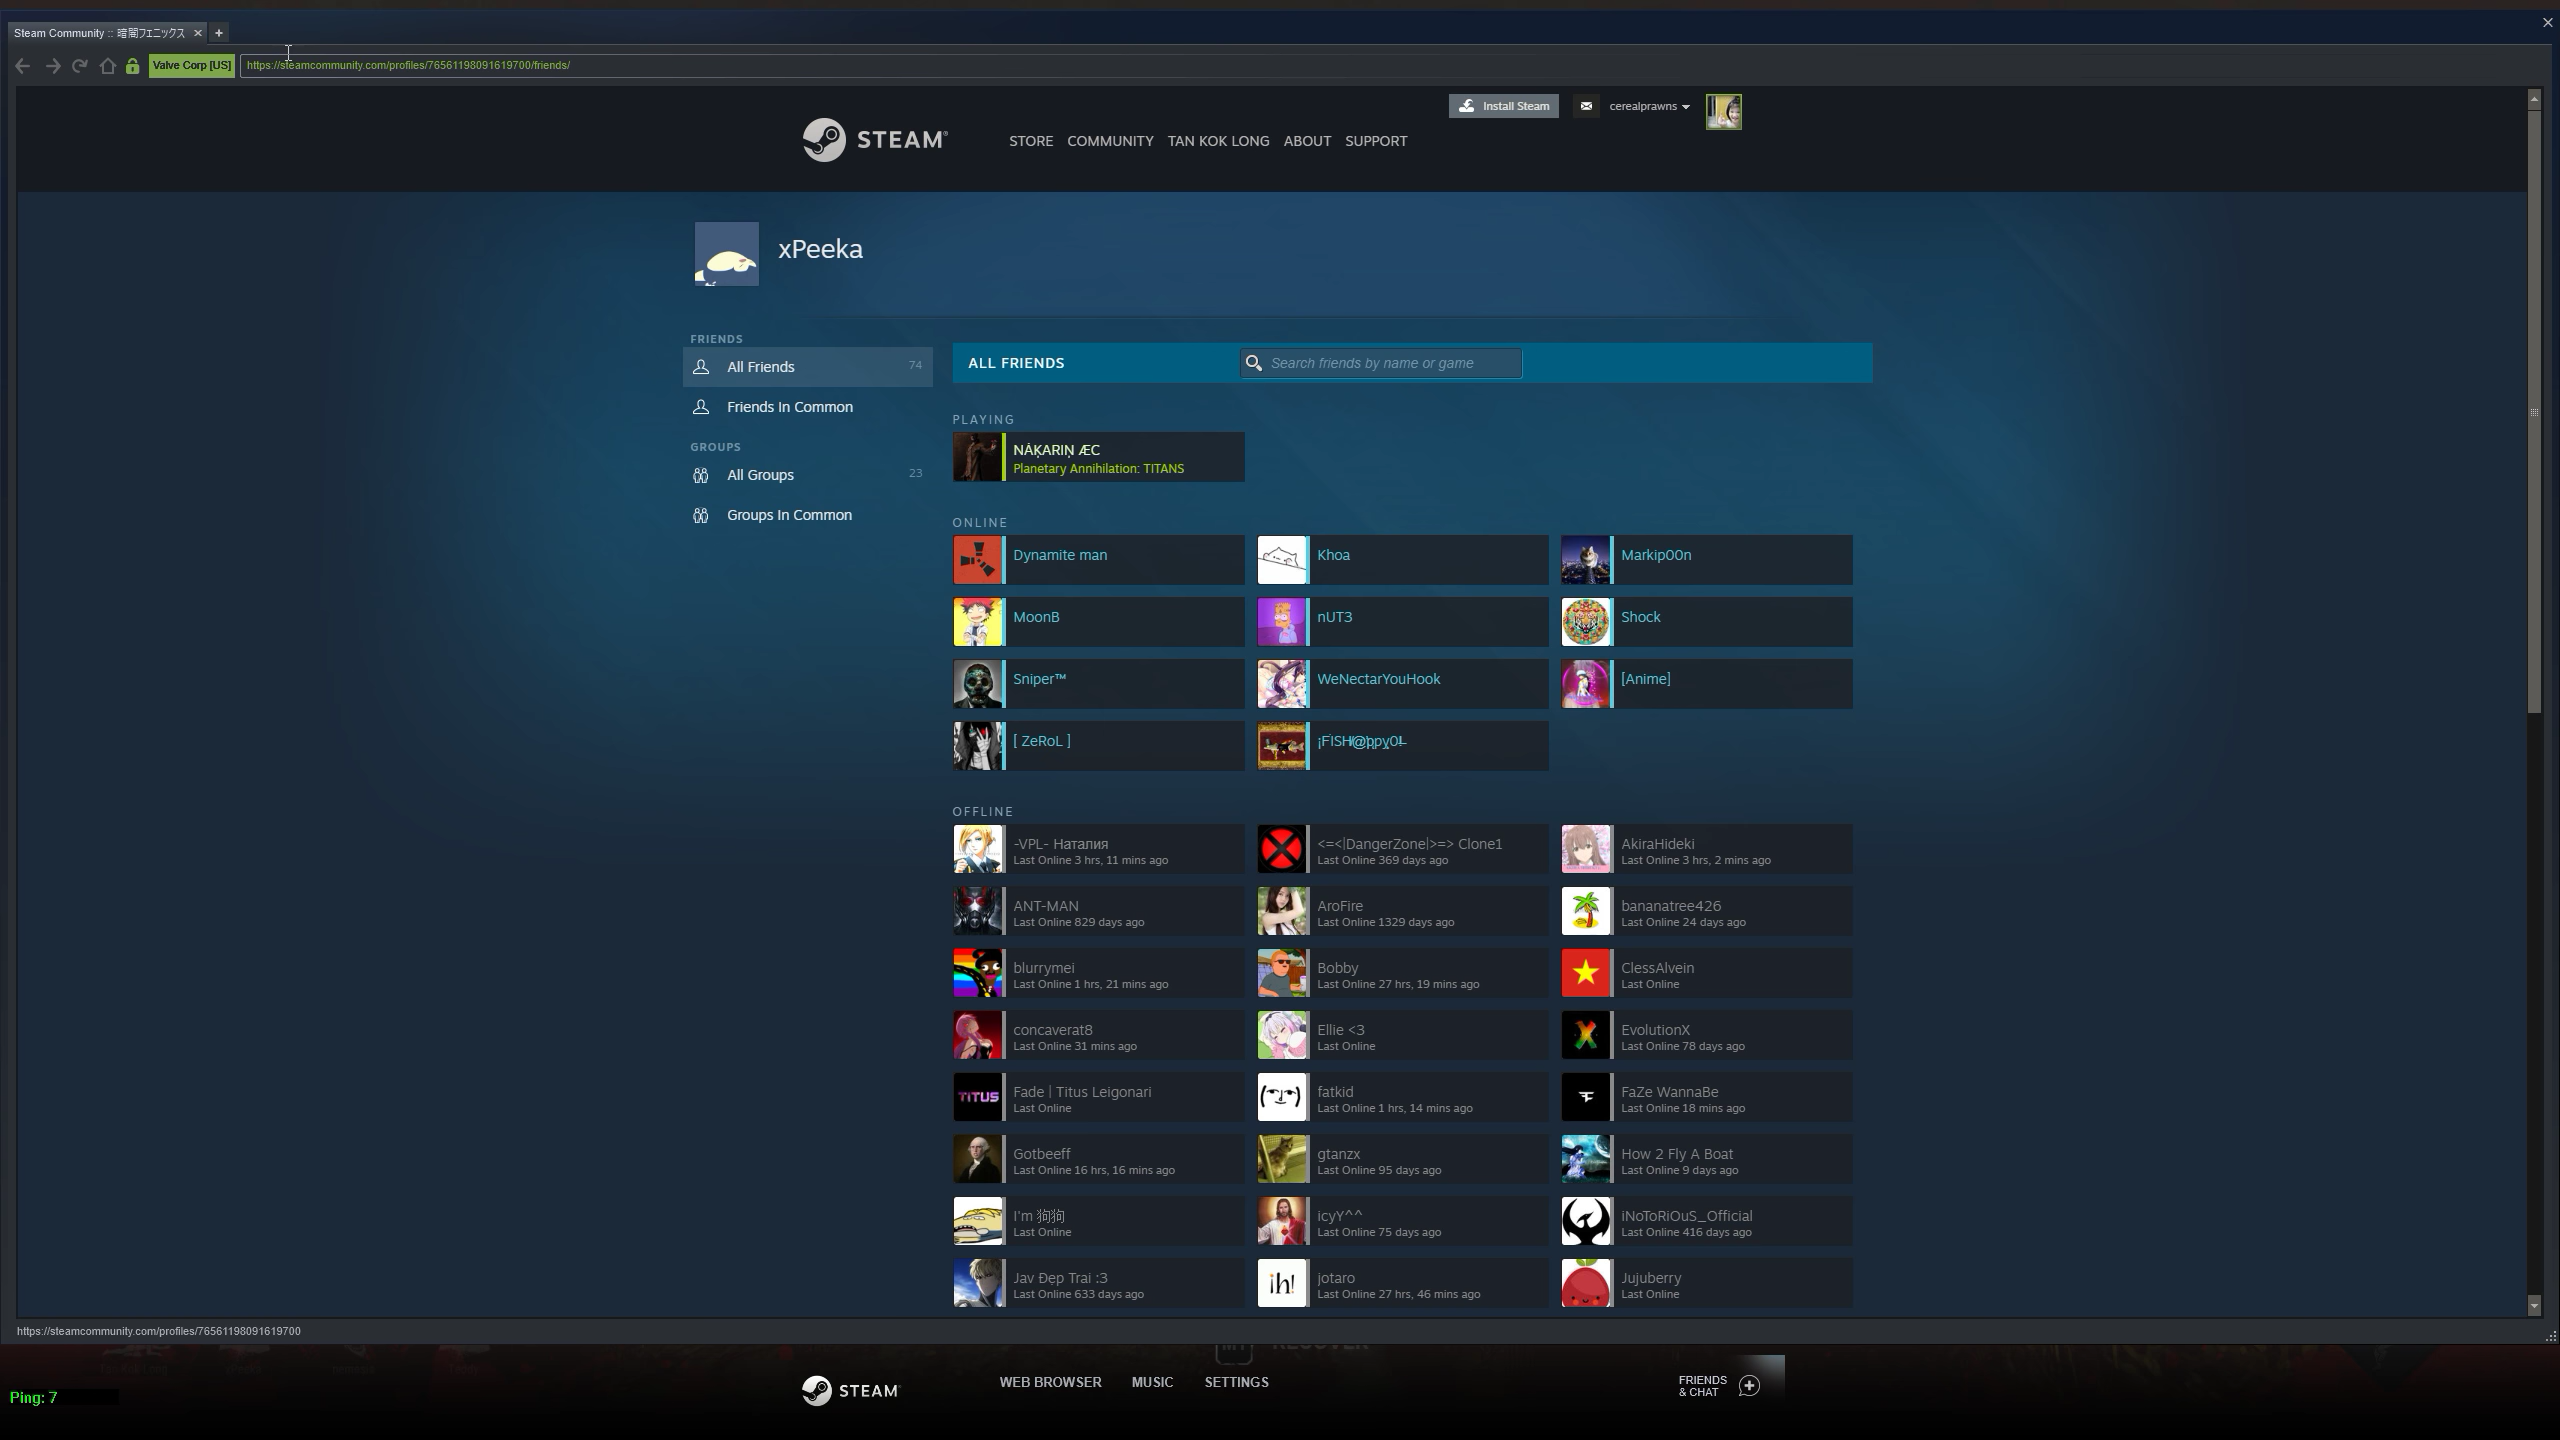 Steam Community :: 暗闇フェニックス
Valve Corp [US]
https://steamcommunity.com/profiles/76561198091619700/friends/
Install Steam
cerealprawns
STEAM
STORE
COMMUNITY
TAN KOK LONG
ABOUT
SUPPORT
xPeeka
FRIENDS
All Friends 74
Friends In Common
GROUPS
All Groups 23
Groups In Common
ALL FRIENDS
Search friends by name or game
PLAYING
NÁĶARIŅ ÆC
Planetary Annihilation: TITANS
ONLINE
Dynamite man
Khoa
Markip00n
MoonB
nUT3
Shock
Sniper™
WeNectarYouHook
[Anime]
[ ZeRoL ]
OFFLINE
-VPL- Наталия
Last Online 3 hrs, 11 mins ago
<=<|DangerZone|>=> Clone1
Last Online 369 days ago
AkiraHideki
Last Online 3 hrs, 2 mins ago
ANT-MAN
Last Online 829 days ago
AroFire
Last Online 1329 days ago
bananatree426
Last Online 24 days ago
blurrymei
Last Online 1 hrs, 21 mins ago
Bobby
Last Online 27 hrs, 19 mins ago
ClessAlvein
Last Online
concaverat8
Last Online 31 mins ago
Ellie <3
Last Online
EvolutionX
Last Online 78 days ago
TITUS
Fade | Titus Leigonari
Last Online
fatkid
Last Online 1 hrs, 14 mins ago
FaZe WannaBe
Last Online 18 mins ago
Gotbeeff
Last Online 16 hrs, 16 mins ago
gtanzx
Last Online 95 days ago
How 2 Fly A Boat
Last Online 9 days ago
I'm 狗狗
Last Online
icyY^^
Last Online 75 days ago
iNoToRiOuS_Official
Last Online 416 days ago
Jav Đẹp Trai :3
Last Online 633 days ago
ih!
jotaro
Last Online 27 hrs, 46 mins ago
Jujuberry
Last Online
https://steamcommunity.com/profiles/76561198091619700
STEAM
WEB BROWSER
MUSIC
SETTINGS
FRIENDS
& CHAT
Ping: 7